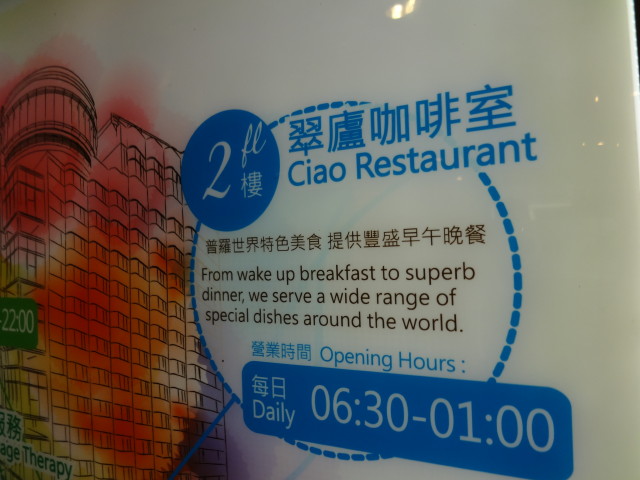 2 fl 樓
翠廬咖啡室
Ciao Restaurant
普羅世界特色美食 提供豐盛早午晚餐
From wake up breakfast to superb
dinner, we serve a wide range of
special dishes around the world.
營業時間 Opening Hours :
每日
Daily
06:30-01:00
-22:00
服務
age Therapy